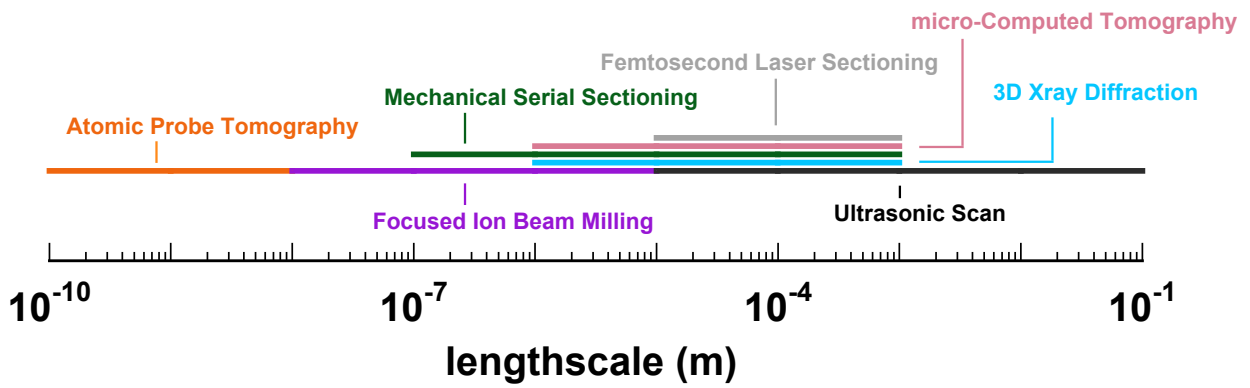 micro-Computed Tomography
Femtosecond Laser Sectioning
3D Xray Diffraction
Mechanical Serial Sectioning
Atomic Probe Tomography
Focused Ion Beam Milling
Ultrasonic Scan
10^-10 10^-7 10^-4 10^-1
lengthscale (m)